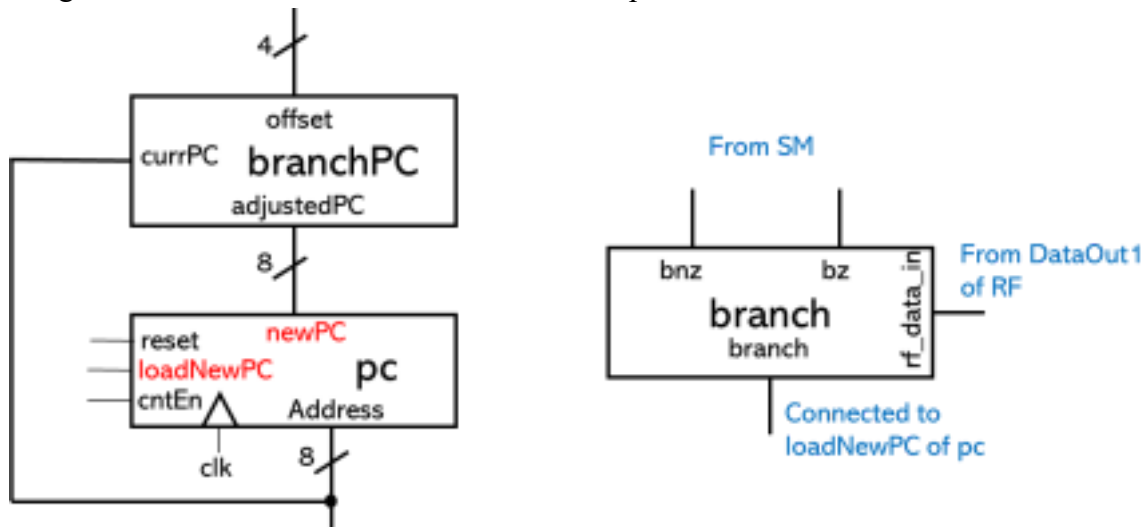 4
offset
currPC
branchPC
adjustedPC
8
reset
newPC
loadNewPC
pc
cntEn
Address
clk
8
From SM
bnz
bz
rf_data_in
branch
branch
From DataOut1
of RF
Connected to
loadNewPC of pc